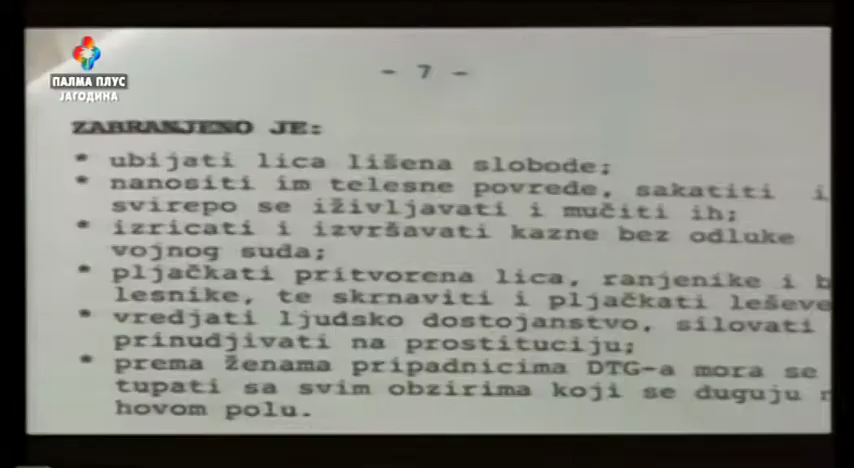 ПАЛМА ПЛУС
ЈАГОДИНА
- 7 -
ZABRANJENO JE:
* ubijati lica lišena slobode;
* nanositi im telesne povrede, sakatiti i
svirepo se iživljavati i mučiti ih;
* izricati i izvršavati kazne bez odluke
vojnog suda;
* pljačkati pritvorena lica, ranjenike i b
lesnike, te skrnaviti i pljačkati leševe
* vredjati ljudsko dostojanstvo, silovati
prinudjivati na prostituciju;
* prema ženama pripadnicima DTG-a mora se
tupati sa svim obzirima koji se duguju n
hovom polu.